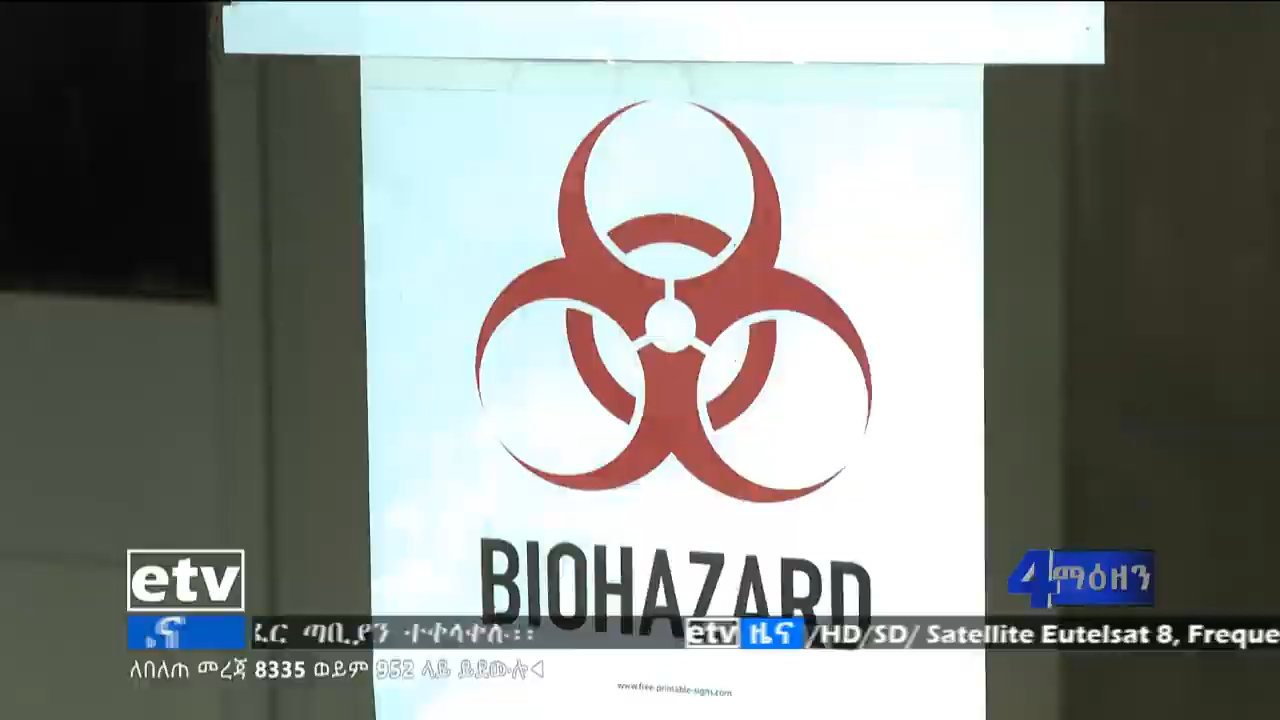 BIOHAZARD
etv
4 ማዕዘን
ና
ፈር ጣቢያን ተቀላቀሉ፡፡
etv ዜና /HD/SD/ Satellite Eutelsat 8, Freque
ለበለጠ መረጃ 8335 ወይም 952 ላይ ይደውሉ
www.free-printable-signs.com